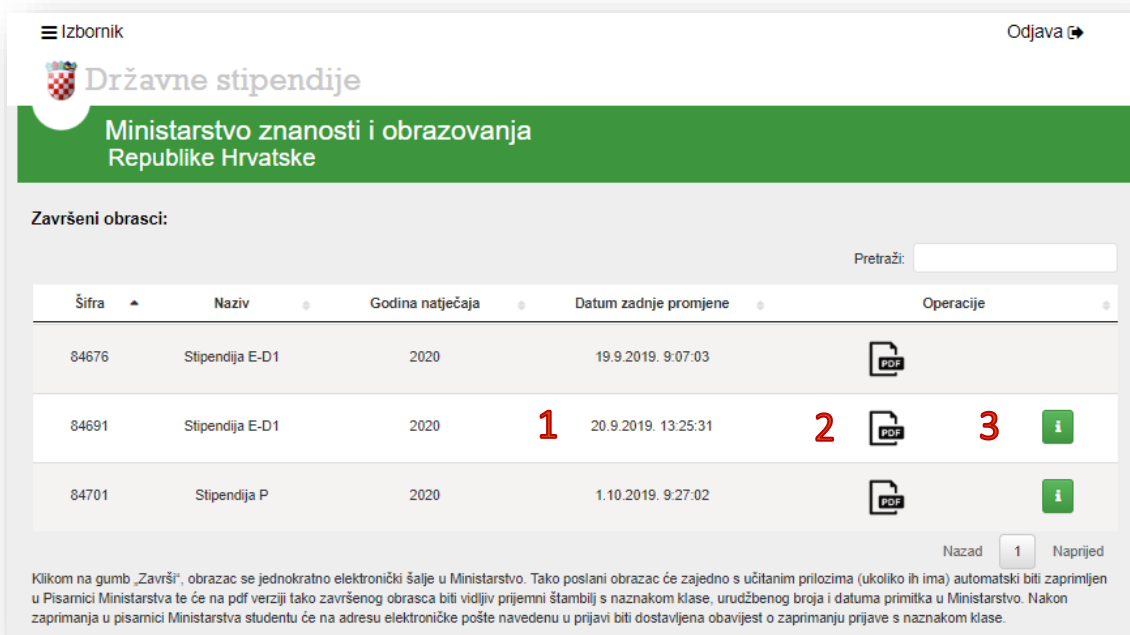 Izbornik
Odjava
Državne stipendije
Ministarstvo znanosti i obrazovanja
Republike Hrvatske
Završeni obrasci:
Pretraži:
Šifra Naziv Godina natječaja Datum zadnje promjene Operacije
84676 Stipendija E-D1 2020 19.9.2019. 9:07:03 PDF
84691 Stipendija E-D1 2020 1 20.9.2019. 13:25:31 2 PDF 3 i
84701 Stipendija P 2020 1.10.2019. 9:27:02 PDF i
Nazad 1 Naprijed
Klikom na gumb „Završi“, obrazac se jednokratno elektronički šalje u Ministarstvo. Tako poslani obrazac će zajedno s učitanim prilozima (ukoliko ih ima) automatski biti zaprimljen
u Pisarnici Ministarstva te će na pdf verziji tako završenog obrasca biti vidljiv prijemni štambilj s naznakom klase, urudžbenog broja i datuma primitka u Ministarstvo. Nakon
zaprimanja u pisarnici Ministarstva studentu će na adresu elektroničke pošte navedenu u prijavi biti dostavljena obavijest o zaprimanju prijave s naznakom klase.